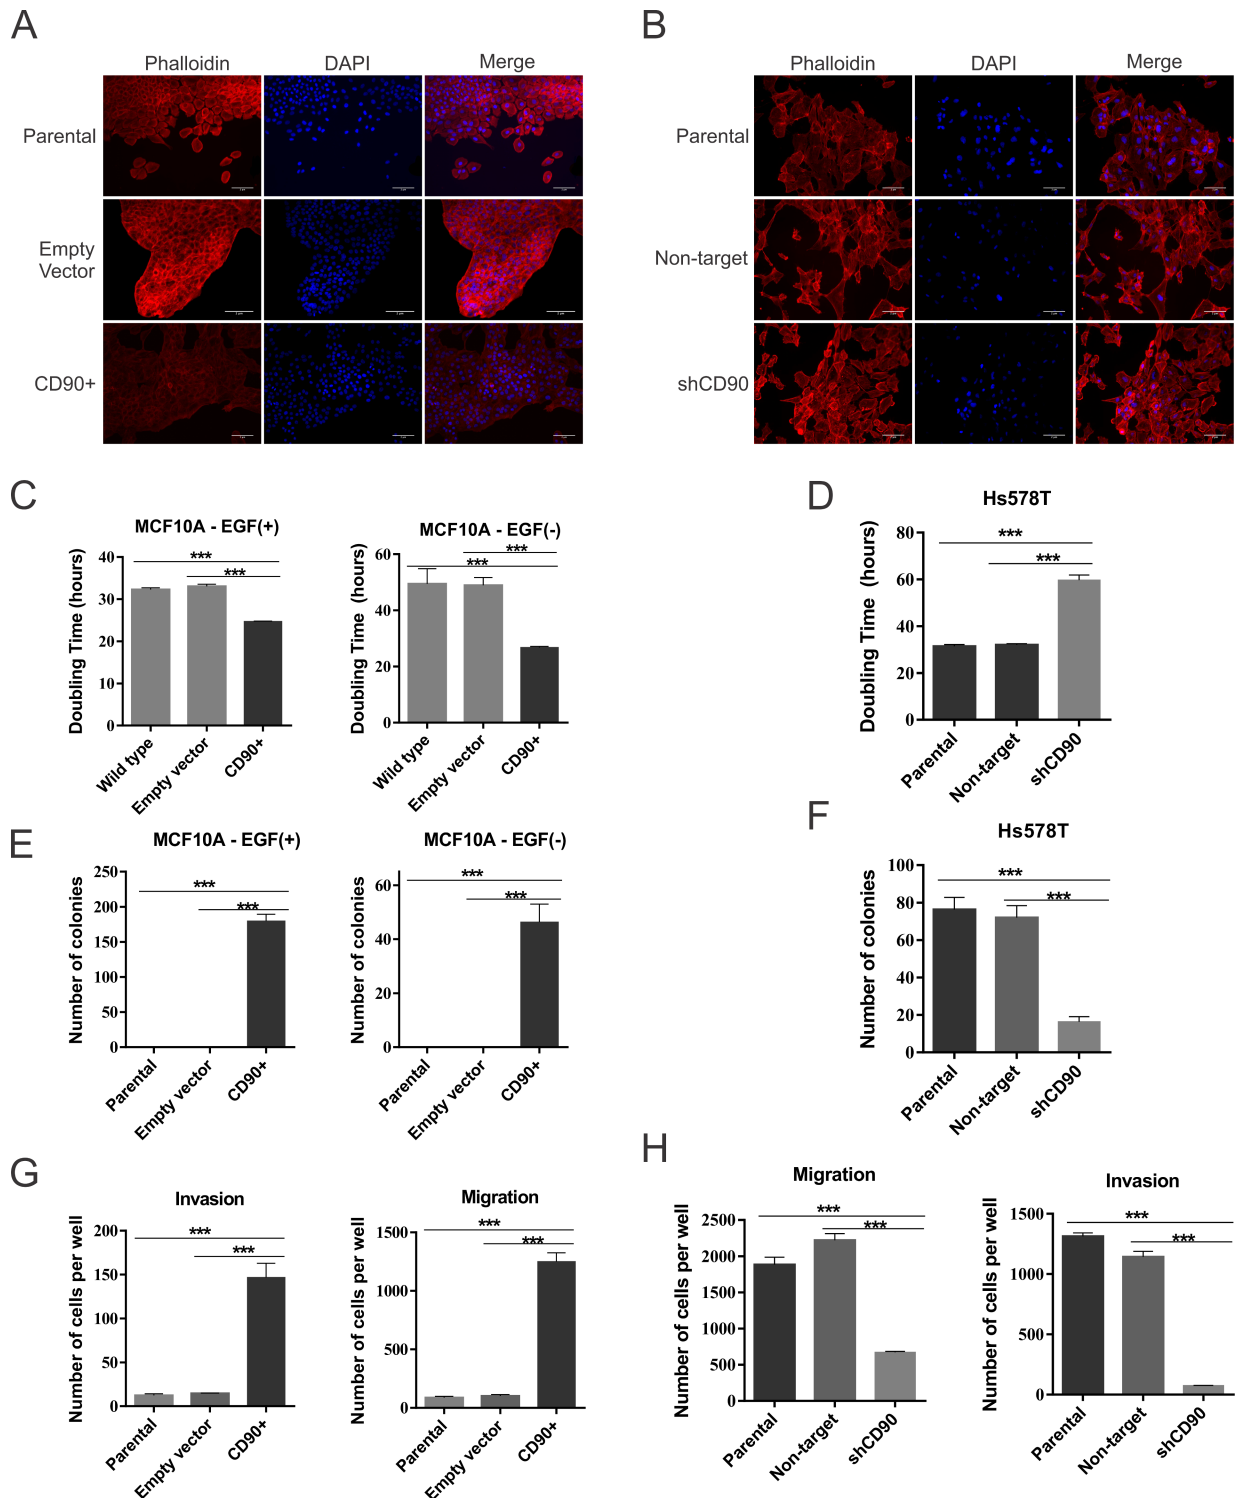 A
Phalloidin DAPI Merge
Parental
Empty
Vector
CD90+
B
Phalloidin DAPI Merge
Parental
Non-target
shCD90
C
MCF10A - EGF(+)
Doubling Time (hours)
40
30
20
10
0
***
***
Wild type
Empty vector
CD90+
MCF10A - EGF(-)
Doubling Time (hours)
60
40
20
0
***
***
Wild type
Empty vector
CD90+
D
Hs578T
Doubling Time (hours)
80
60
40
20
0
***
***
Parental
Non-target
shCD90
E
MCF10A - EGF(+)
Number of colonies
250
200
150
100
50
0
***
***
Parental
Empty vector
CD90+
MCF10A - EGF(-)
Number of colonies
60
40
20
0
***
***
Parental
Empty vector
CD90+
F
Hs578T
Number of colonies
100
80
60
40
20
0
***
***
Parental
Non-target
shCD90
G
Invasion
Number of cells per well
200
150
100
50
0
***
***
Parental
Empty vector
CD90+
Migration
Number of cells per well
1500
1000
500
0
***
***
Parental
Empty vector
CD90+
H
Migration
Number of cells per well
2500
2000
1500
1000
500
0
***
***
Parental
Non-target
shCD90
Invasion
Number of cells per well
1500
1000
500
0
***
***
Parental
Non-target
shCD90